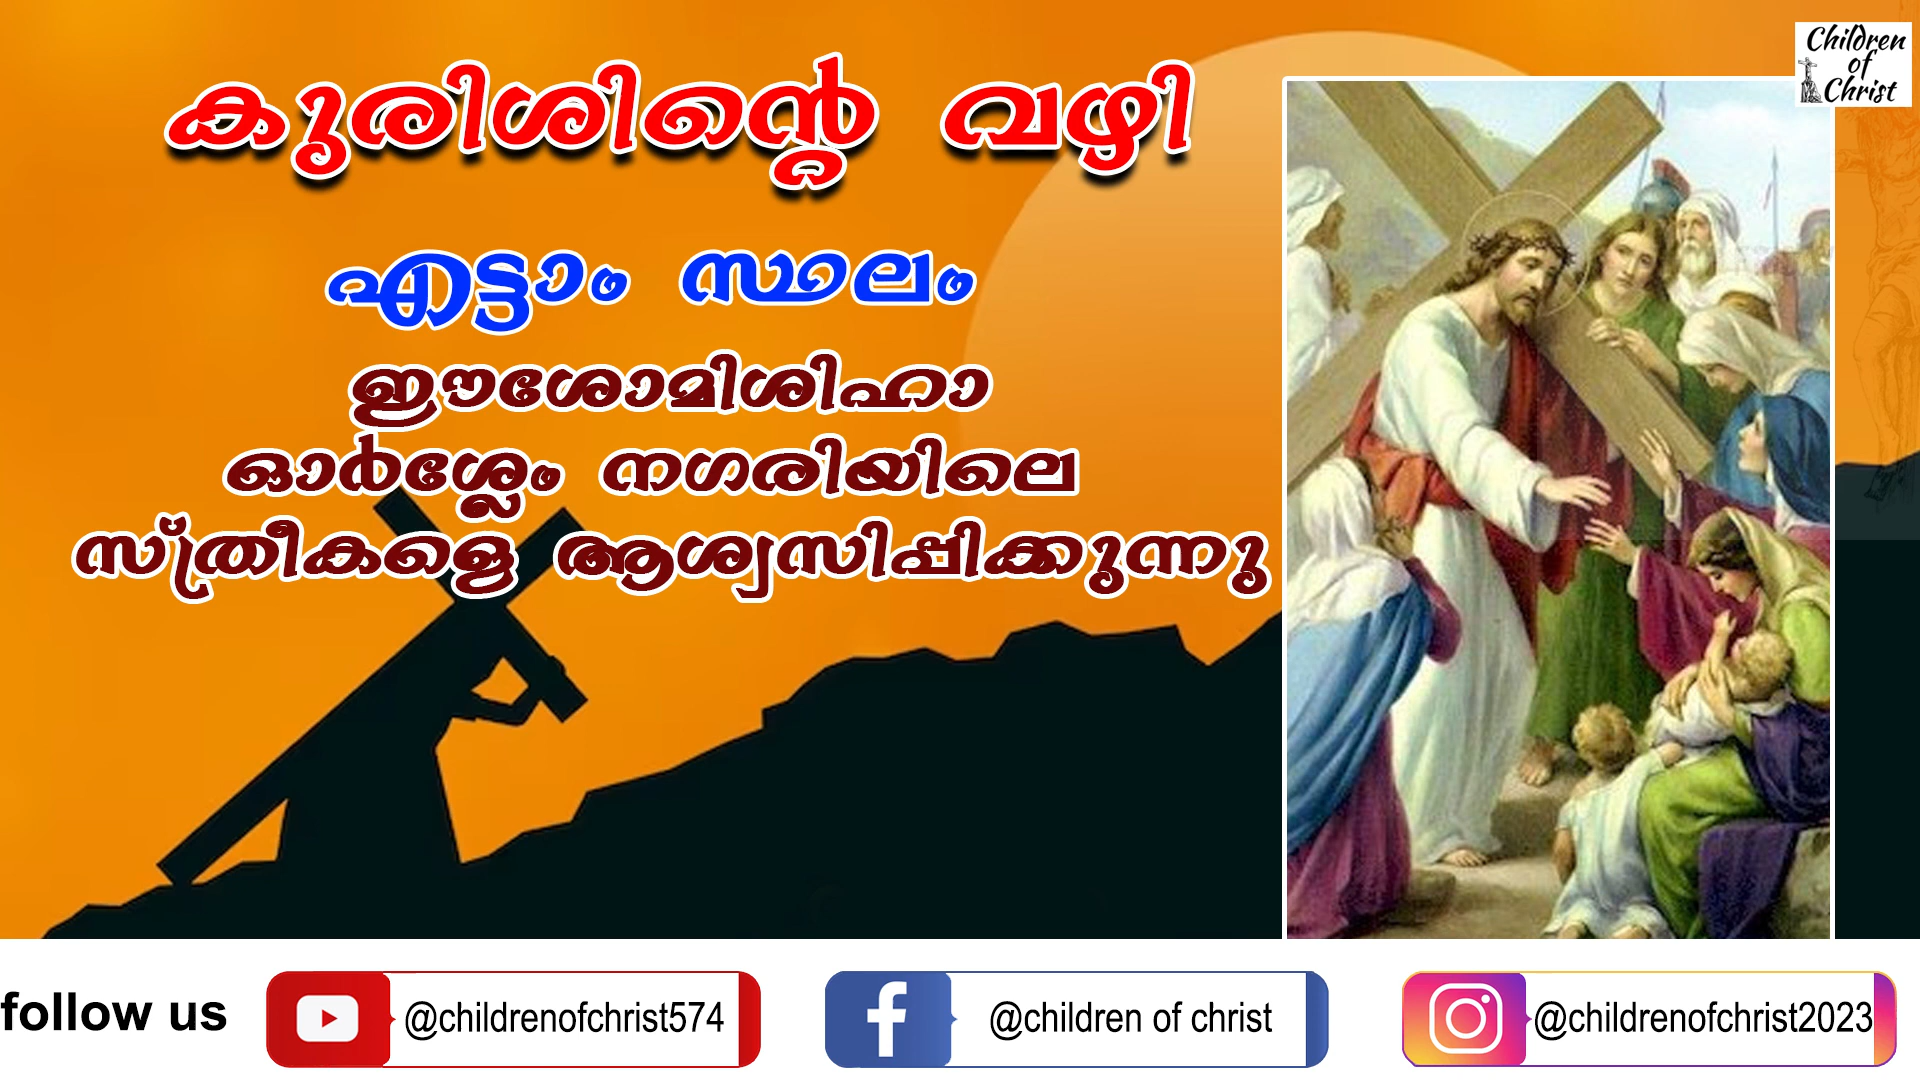 Children
of
Christ
കുരിശിന്റെ വഴി
എട്ടാം സ്ഥലം
ഈശോമിശിഹാ
ഓർശ്ലേം നഗരിയിലെ
സ്ത്രീകളെ ആശ്വസിപ്പിക്കുന്നു
follow us
@childrenofchrist574
@children of christ
@childrenofchrist2023